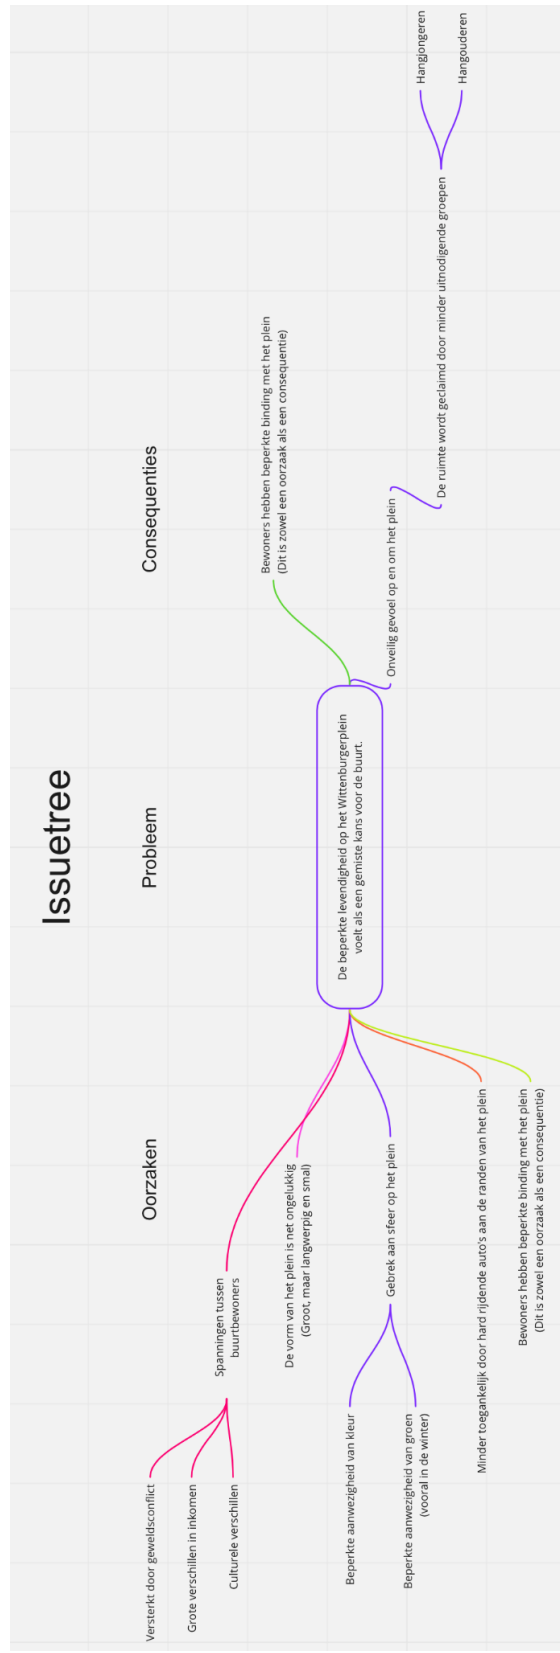 Issuetree
Oorzaken
Probleem
Consequenties
Versterkt door geweldsconflict
Grote verschillen in inkomen
Culturele verschillen
Spanningen tussen
buurtbewoners
De vorm van het plein is net ongelukkig
(Groot, maar langwerpig en smal)
Beperkte aanwezigheid van kleur
Beperkte aanwezigheid van groen
(vooral in de winter)
Gebrek aan sfeer op het plein
Minder toegankelijk door hard rijdende auto's aan de randen van het plein
Bewoners hebben beperkte binding met het plein
(Dit is zowel een oorzaak als een consequentie)
De beperkte levendigheid op het Wittenburgerplein
voelt als een gemiste kans voor de buurt.
Bewoners hebben beperkte binding met het plein
(Dit is zowel een oorzaak als een consequentie)
Onveilig gevoel op en om het plein
De ruimte wordt geclaimd door minder uitnodigende groepen
Hangjongeren
Hangouderen